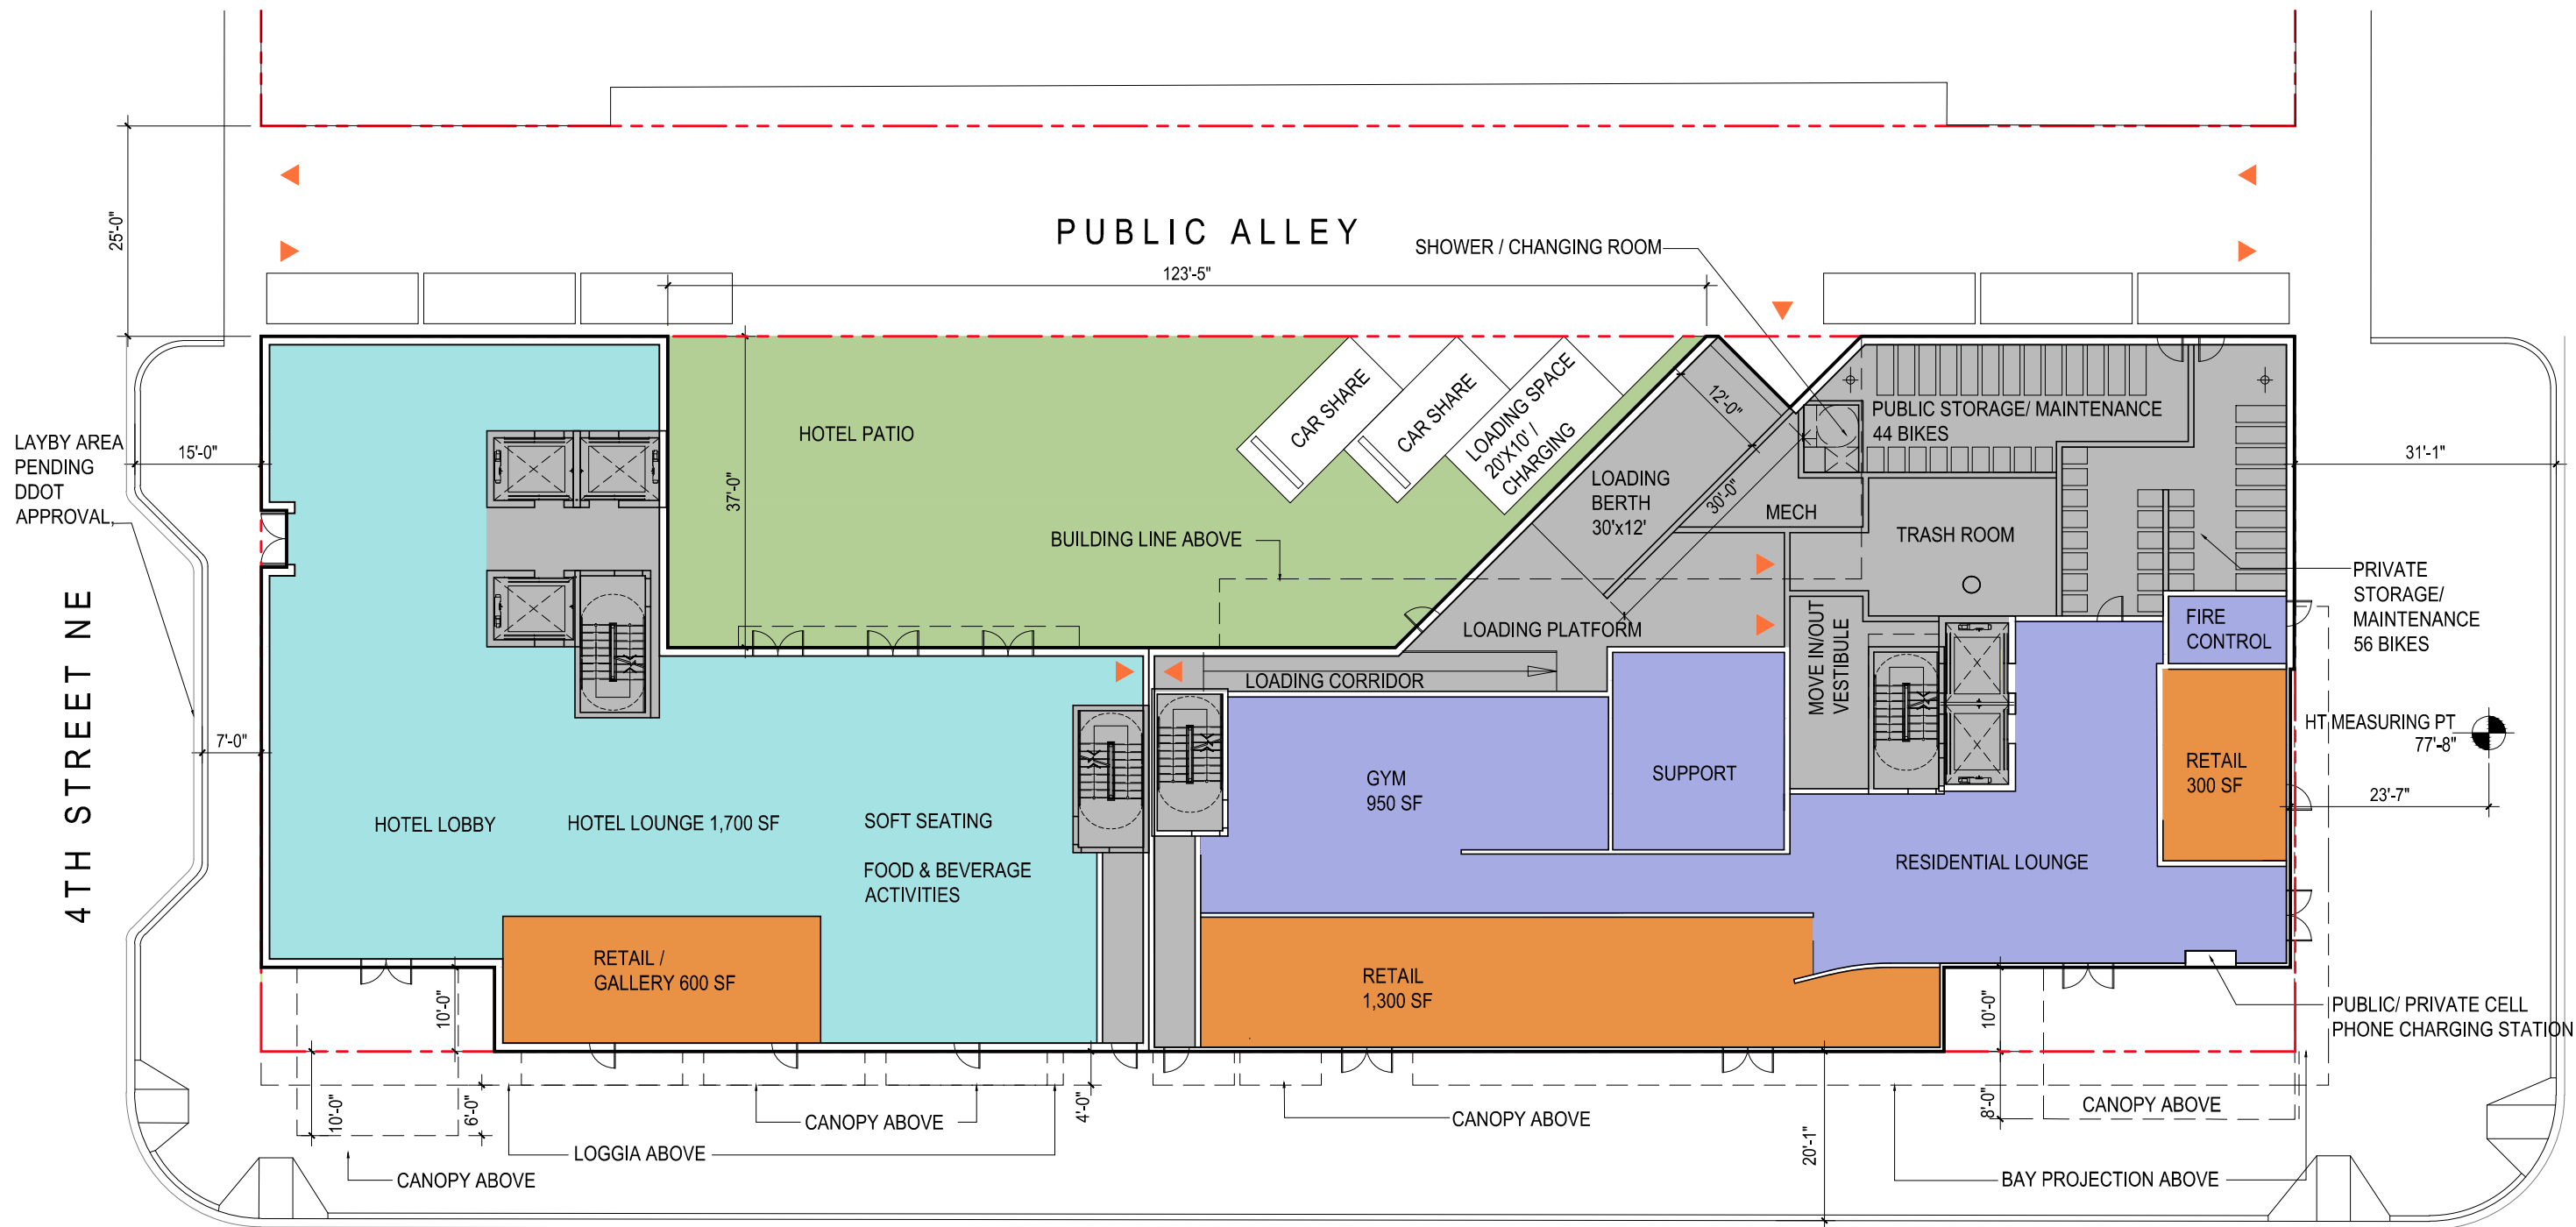 PUBLIC ALLEY
25'-0"
123'-5"
SHOWER / CHANGING ROOM
LAYBY AREA
PENDING
DDOT
APPROVAL,
15'-0"
7'-0"
4TH STREET NE
37'-0"
HOTEL PATIO
BUILDING LINE ABOVE
CAR SHARE
CAR SHARE
LOADING SPACE
20'X10' /
CHARGING
12'-0"
30'-0"
LOADING
BERTH
30'x12'
PUBLIC STORAGE/ MAINTENANCE
44 BIKES
MECH
TRASH ROOM
31'-1"
PRIVATE
STORAGE/
MAINTENANCE
56 BIKES
LOADING PLATFORM
LOADING CORRIDOR
MOVE IN/OUT
VESTIBULE
FIRE
CONTROL
HT MEASURING PT
77'-8"
23'-7"
RETAIL
300 SF
GYM
950 SF
SUPPORT
RESIDENTIAL LOUNGE
HOTEL LOBBY
HOTEL LOUNGE 1,700 SF
SOFT SEATING
FOOD & BEVERAGE
ACTIVITIES
RETAIL /
GALLERY 600 SF
RETAIL
1,300 SF
PUBLIC/ PRIVATE CELL
PHONE CHARGING STATION
10'-0"
10'-0"
10'-0"
6'-0"
4'-0"
8'-0"
20'-1"
CANOPY ABOVE
CANOPY ABOVE
CANOPY ABOVE
LOGGIA ABOVE
CANOPY ABOVE
BAY PROJECTION ABOVE